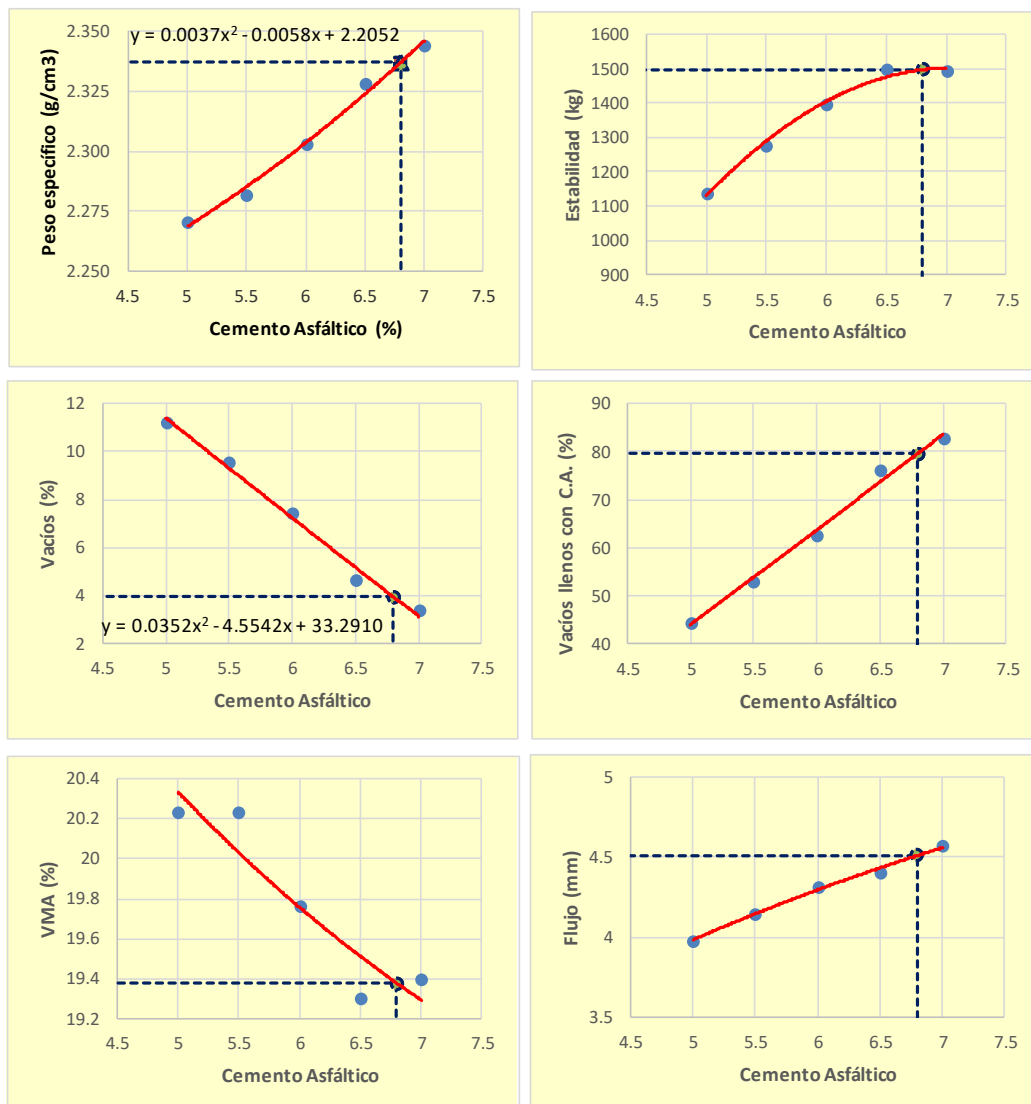 y = 0.0037x² - 0.0058x + 2.2052
Peso específico (g/cm3)
2.350
2.325
2.300
2.275
2.250
4.5 5 5.5 6 6.5 7 7.5
Cemento Asfáltico (%)
Estabilidad (kg)
1600
1500
1400
1300
1200
1100
1000
900
4.5 5 5.5 6 6.5 7 7.5
Cemento Asfáltico
Vacíos (%)
12
10
8
6
4
2
y = 0.0352x² - 4.5542x + 33.2910
4.5 5 5.5 6 6.5 7 7.5
Cemento Asfáltico
Vacíos llenos con C.A. (%)
90
80
70
60
50
40
4.5 5 5.5 6 6.5 7 7.5
Cemento Asfáltico
VMA (%)
20.4
20.2
20
19.8
19.6
19.4
19.2
4.5 5 5.5 6 6.5 7 7.5
Cemento Asfáltico
Flujo (mm)
5
4.5
4
3.5
4.5 5 5.5 6 6.5 7 7.5
Cemento Asfáltico